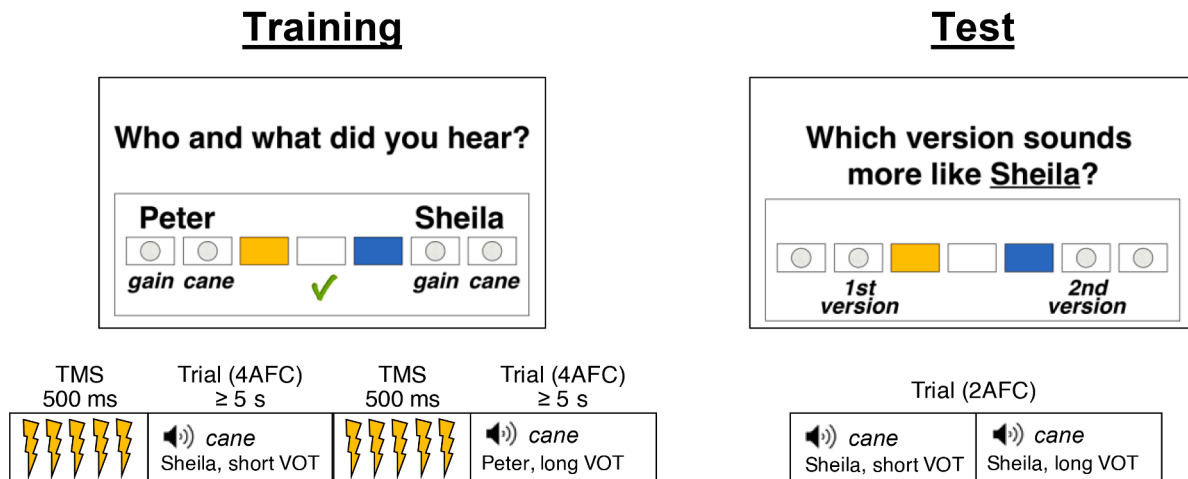 Training
Who and what did you hear?
Peter Sheila
gain cane gain cane
TMS
500 ms
Trial (4AFC)
≥ 5 s
TMS
500 ms
Trial (4AFC)
≥ 5 s
cane
Sheila, short VOT
cane
Peter, long VOT
Test
Which version sounds
more like Sheila?
1st
version
2nd
version
Trial (2AFC)
cane
Sheila, short VOT
cane
Sheila, long VOT